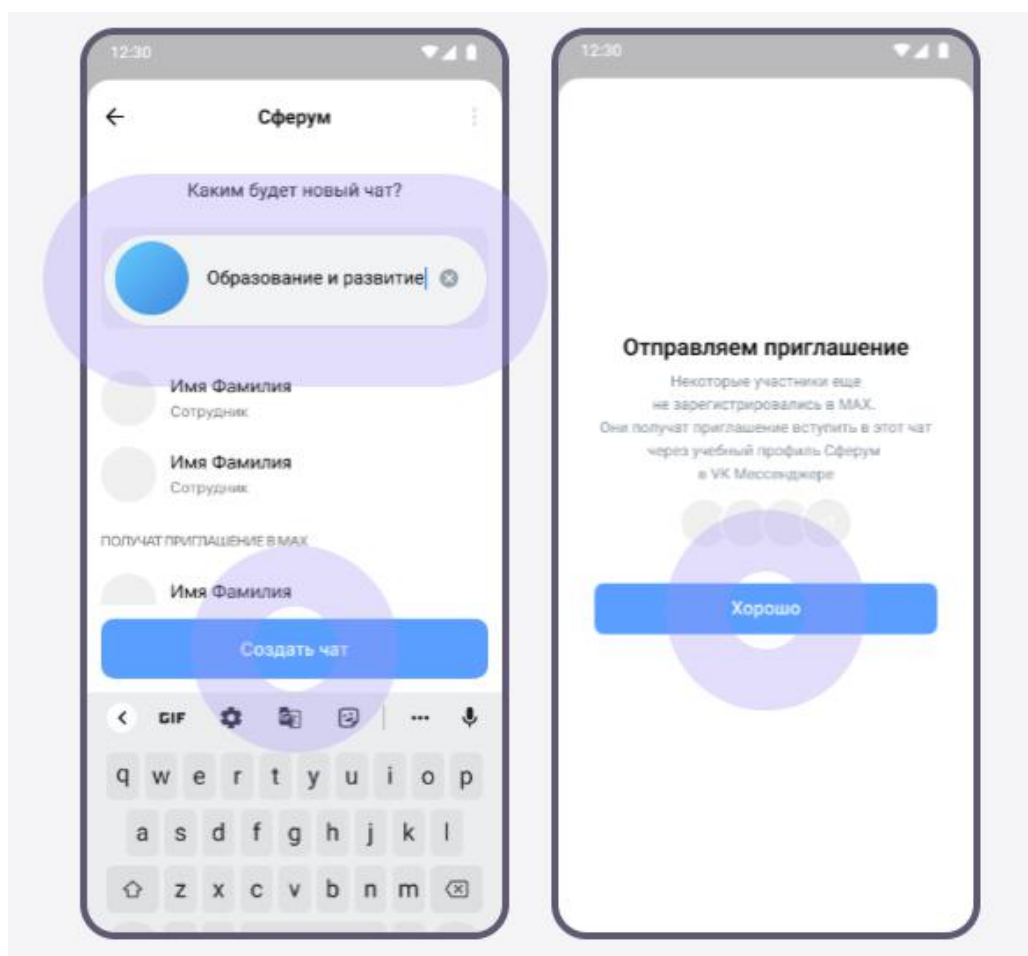 12:30
Сферум
Каким будет новый чат?
Образование и развитие
Имя Фамилия
Сотрудник
Имя Фамилия
Сотрудник
ПОЛУЧАТ ПРИГЛАШЕНИЕ В MAX
Имя Фамилия
Создать чат
GIF
q w e r t y u i o p
a s d f g h j k l
z x c v b n m
12:30
Отправляем приглашение
Некоторые участники еще
не зарегистрировались в MAX.
Они получат приглашение вступить в этот чат
через учебный профиль Сферум
в VK Мессенджере
Хорошо